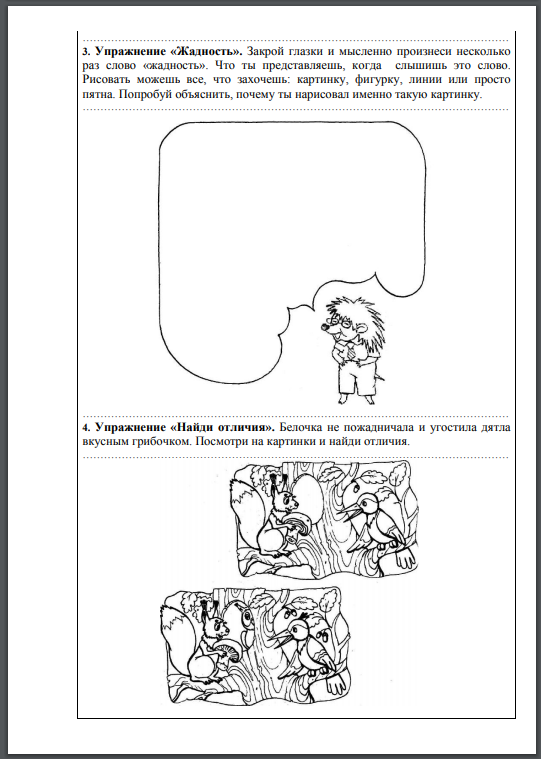 3. Упражнение «Жадность». Закрой глазки и мысленно произнеси несколько
раз слово «жадность». Что ты представляешь, когда слышишь это слово.
Рисовать можешь все, что захочешь: картинку, фигурку, линии или просто
пятна. Попробуй объяснить, почему ты нарисовал именно такую картинку.
4. Упражнение «Найди отличия». Белочка не пожадничала и угостила дятла
вкусным грибочком. Посмотри на картинки и найди отличия.